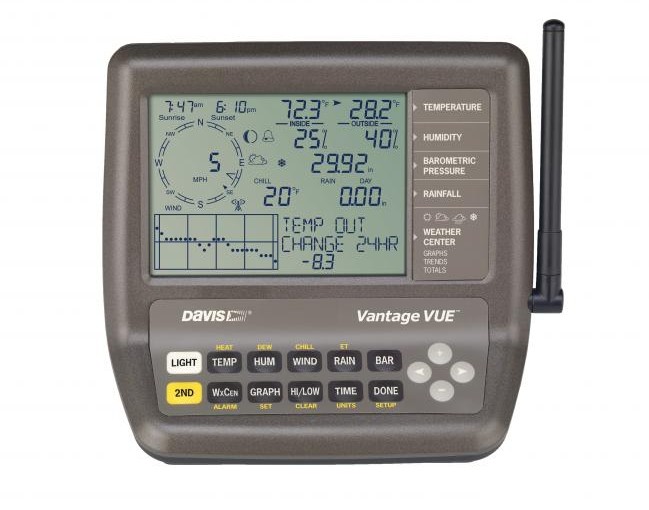 7:47am 6:10pm
Sunrise Sunset
72.3°F 28.2°F
INSIDE OUTSIDE
25% 40%
N
NE
E
SE
S
SW
W
NW
5
MPH
WIND
29.92 in
CHILL RAIN DAY
20°F 0.00 in
TEMP OUT
CHANGE 24HR
-8.3
TEMPERATURE
HUMIDITY
BAROMETRIC
PRESSURE
RAINFALL
WEATHER
CENTER
GRAPHS
TRENDS
TOTALS
DAVIS ®
Vantage VUE™
HEAT DEW CHILL ET
LIGHT TEMP HUM WIND RAIN BAR
2ND WxCEN GRAPH HI/LOW TIME DONE
ALARM SET CLEAR UNITS SETUP
+
-